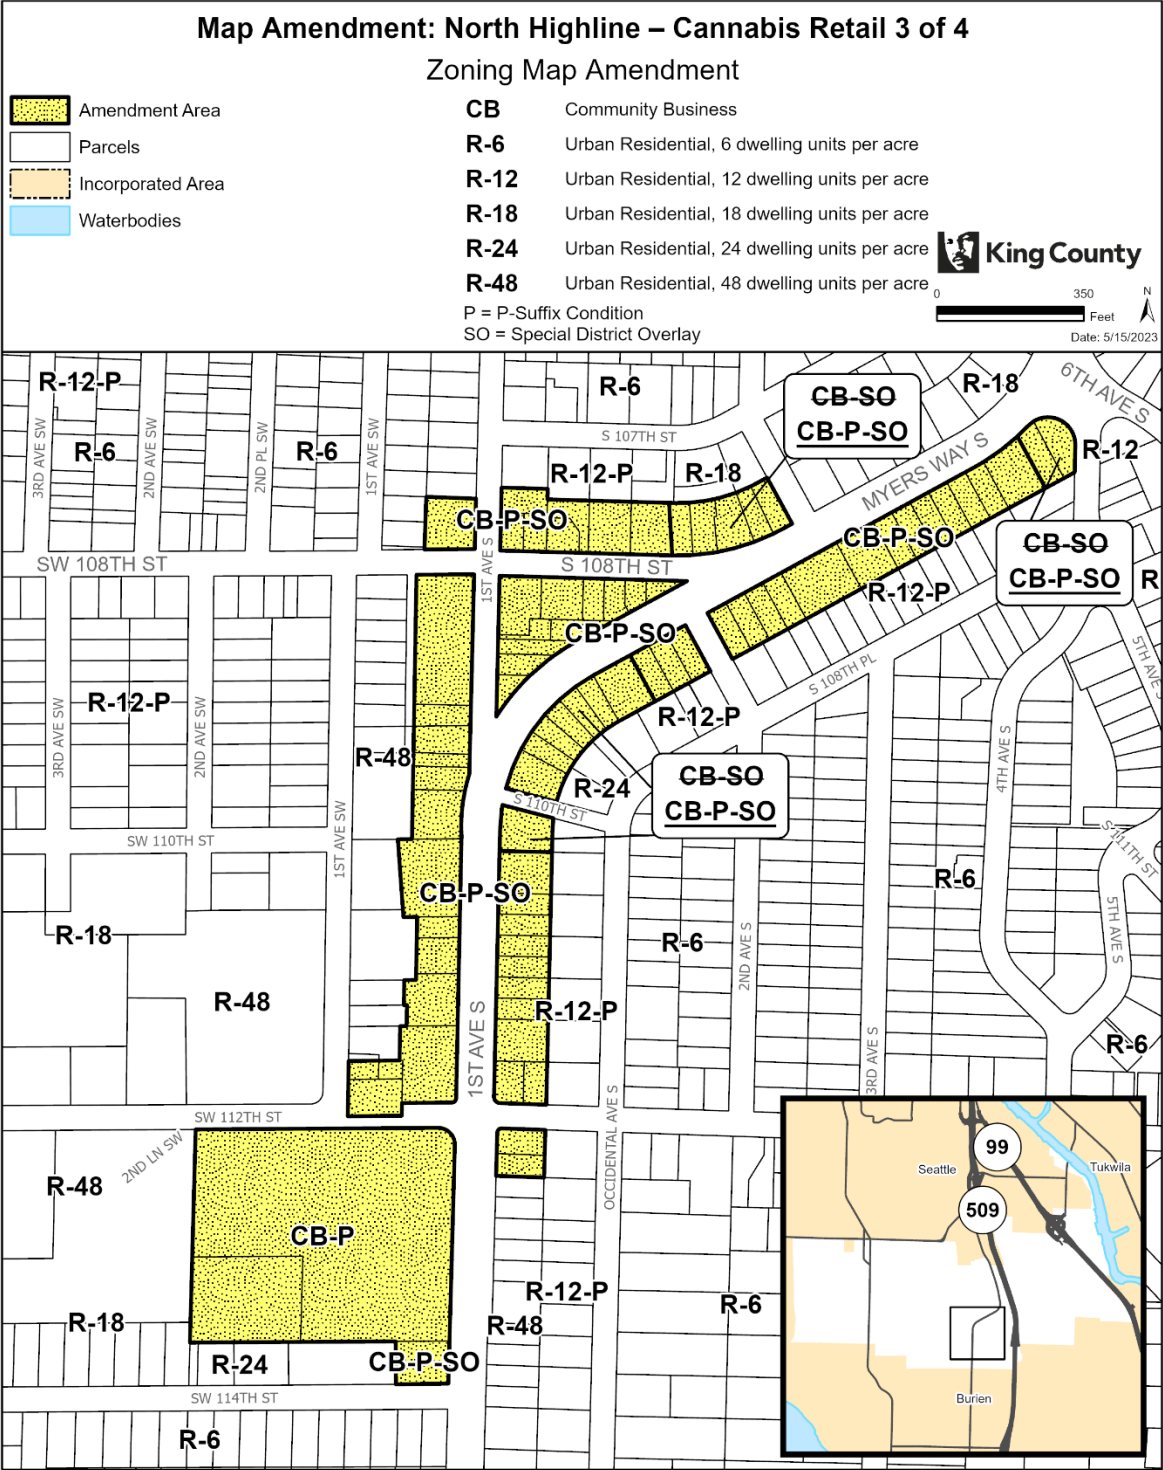 Map Amendment: North Highline – Cannabis Retail 3 of 4
Zoning Map Amendment
Amendment Area
Parcels
Incorporated Area
Waterbodies
CB Community Business
R-6 Urban Residential, 6 dwelling units per acre
R-12 Urban Residential, 12 dwelling units per acre
R-18 Urban Residential, 18 dwelling units per acre
R-24 Urban Residential, 24 dwelling units per acre
R-48 Urban Residential, 48 dwelling units per acre
P = P-Suffix Condition
SO = Special District Overlay
King County
0 350
Feet
N
Date: 5/15/2023
R-12-P
R-6
R-18
6TH AVE S
CB-SO
CB-P-SO
3RD AVE SW
R-6
2ND AVE SW
2ND PL SW
R-6
1ST AVE SW
S 107TH ST
MYERS WAY S
R-12
R-12-P
R-18
CB-P-SO
CB-P-SO
CB-SO
CB-P-SO
R
SW 108TH ST
1ST AVE S
S 108TH ST
R-12-P
CB-P-SO
S 108TH PL
5TH AVE S
R-12-P
3RD AVE SW
2ND AVE SW
R-12-P
R-48
4TH AVE S
CB-SO
CB-P-SO
R-24
S 110TH ST
SW 110TH ST
1ST AVE SW
S 111TH ST
CB-P-SO
R-6
R-18
R-6
2ND AVE S
5TH AVE S
R-48
R-12-P
1ST AVE S
3RD AVE S
R-6
SW 112TH ST
2ND LN SW
OCCIDENTAL AVE S
R-48
CB-P
R-12-P
R-6
R-18
R-48
R-24
CB-P-SO
SW 114TH ST
R-6
99
Seattle
Tukwila
509
Burien